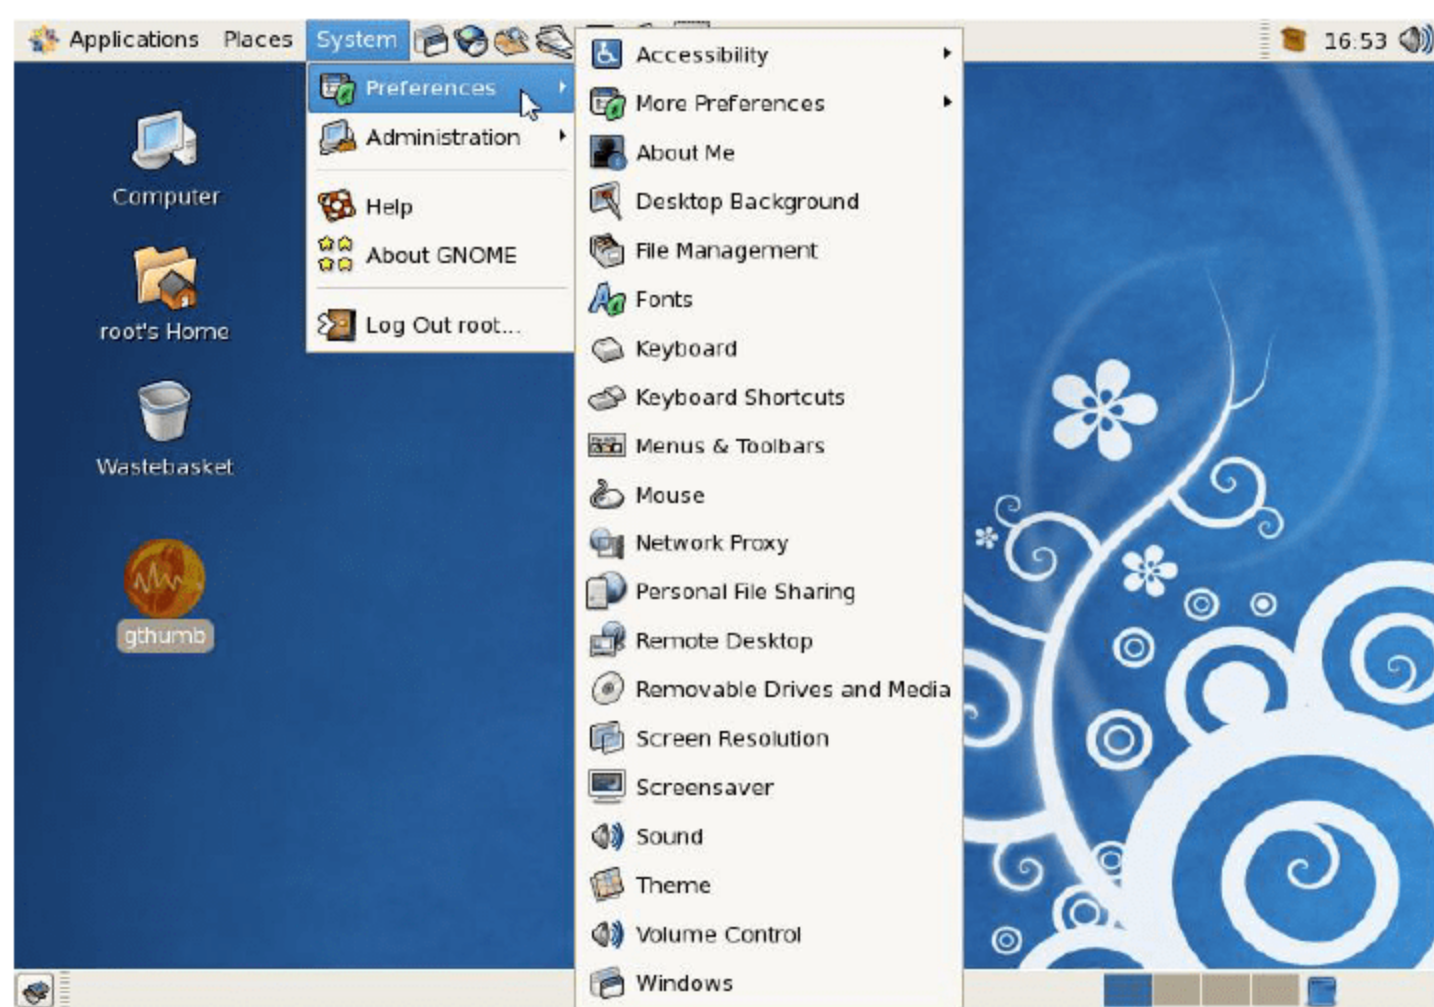 Applications Places System
16:53
Preferences
Administration
Help
About GNOME
Log Out root...
Accessibility
More Preferences
About Me
Desktop Background
File Management
Fonts
Keyboard
Keyboard Shortcuts
Menus & Toolbars
Mouse
Network Proxy
Personal File Sharing
Remote Desktop
Removable Drives and Media
Screen Resolution
Screensaver
Sound
Theme
Volume Control
Windows
Computer
root's Home
Wastebasket
gthumb